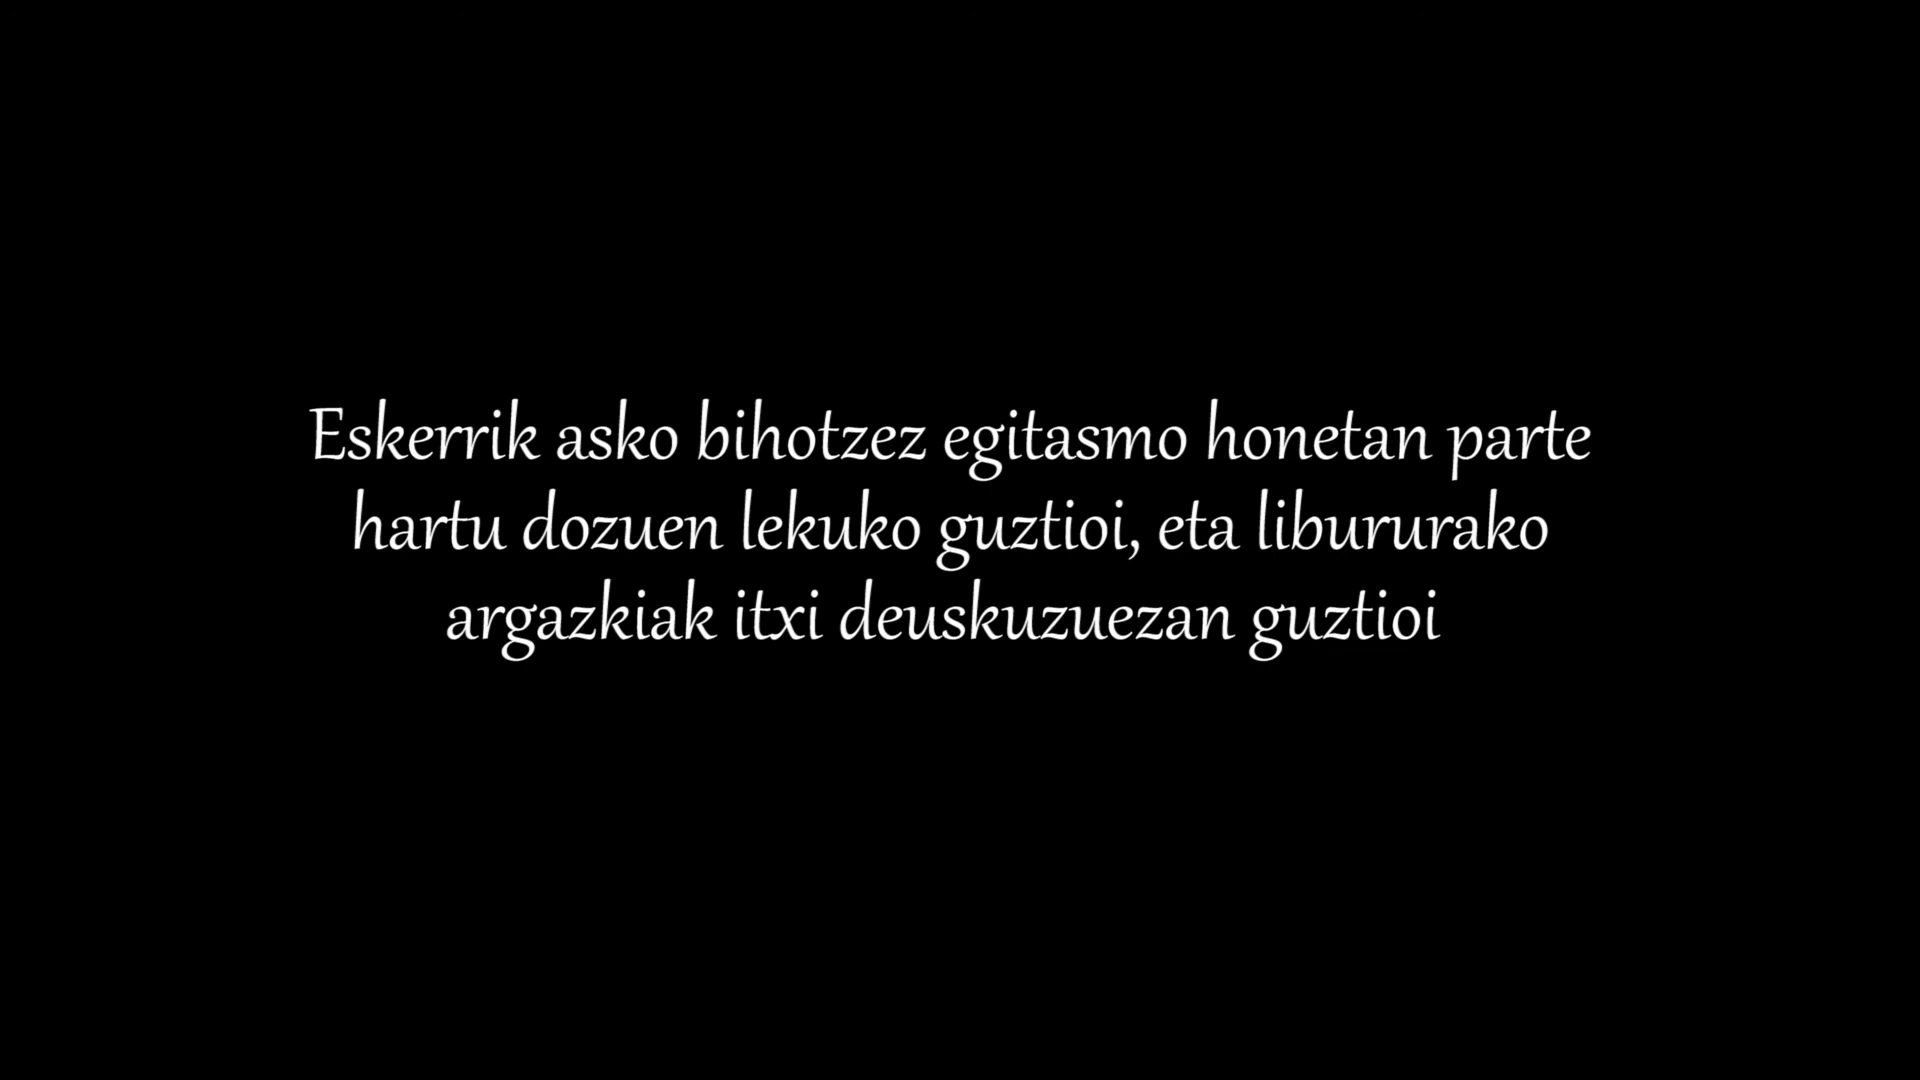 Eskerrik asko bihotzez egitasmo honetan parte
hartu dozuen lekuko guztioi, eta libururako
argazkiak itxi deuskuzuezan guztioi